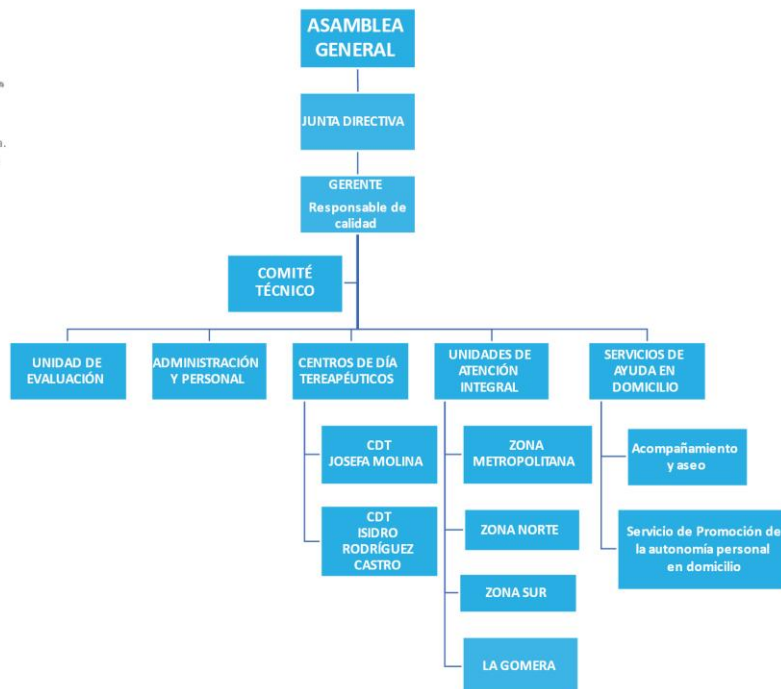 ASAMBLEA
GENERAL
JUNTA DIRECTIVA
GERENTE
Responsable de
calidad
COMITÉ
TÉCNICO
UNIDAD DE
EVALUACIÓN
ADMINISTRACIÓN
Y PERSONAL
CENTROS DE DÍA
TEREAPÉUTICOS
UNIDADES DE
ATENCIÓN
INTEGRAL
SERVICIOS DE
AYUDA EN
DOMICILIO
CDT
JOSEFA MOLINA
CDT
ISIDRO
RODRÍGUEZ
CASTRO
ZONA
METROPOLITANA
ZONA NORTE
ZONA SUR
LA GOMERA
Acompañamiento
y aseo
Servicio de Promoción de
la autonomía personal
en domicilio